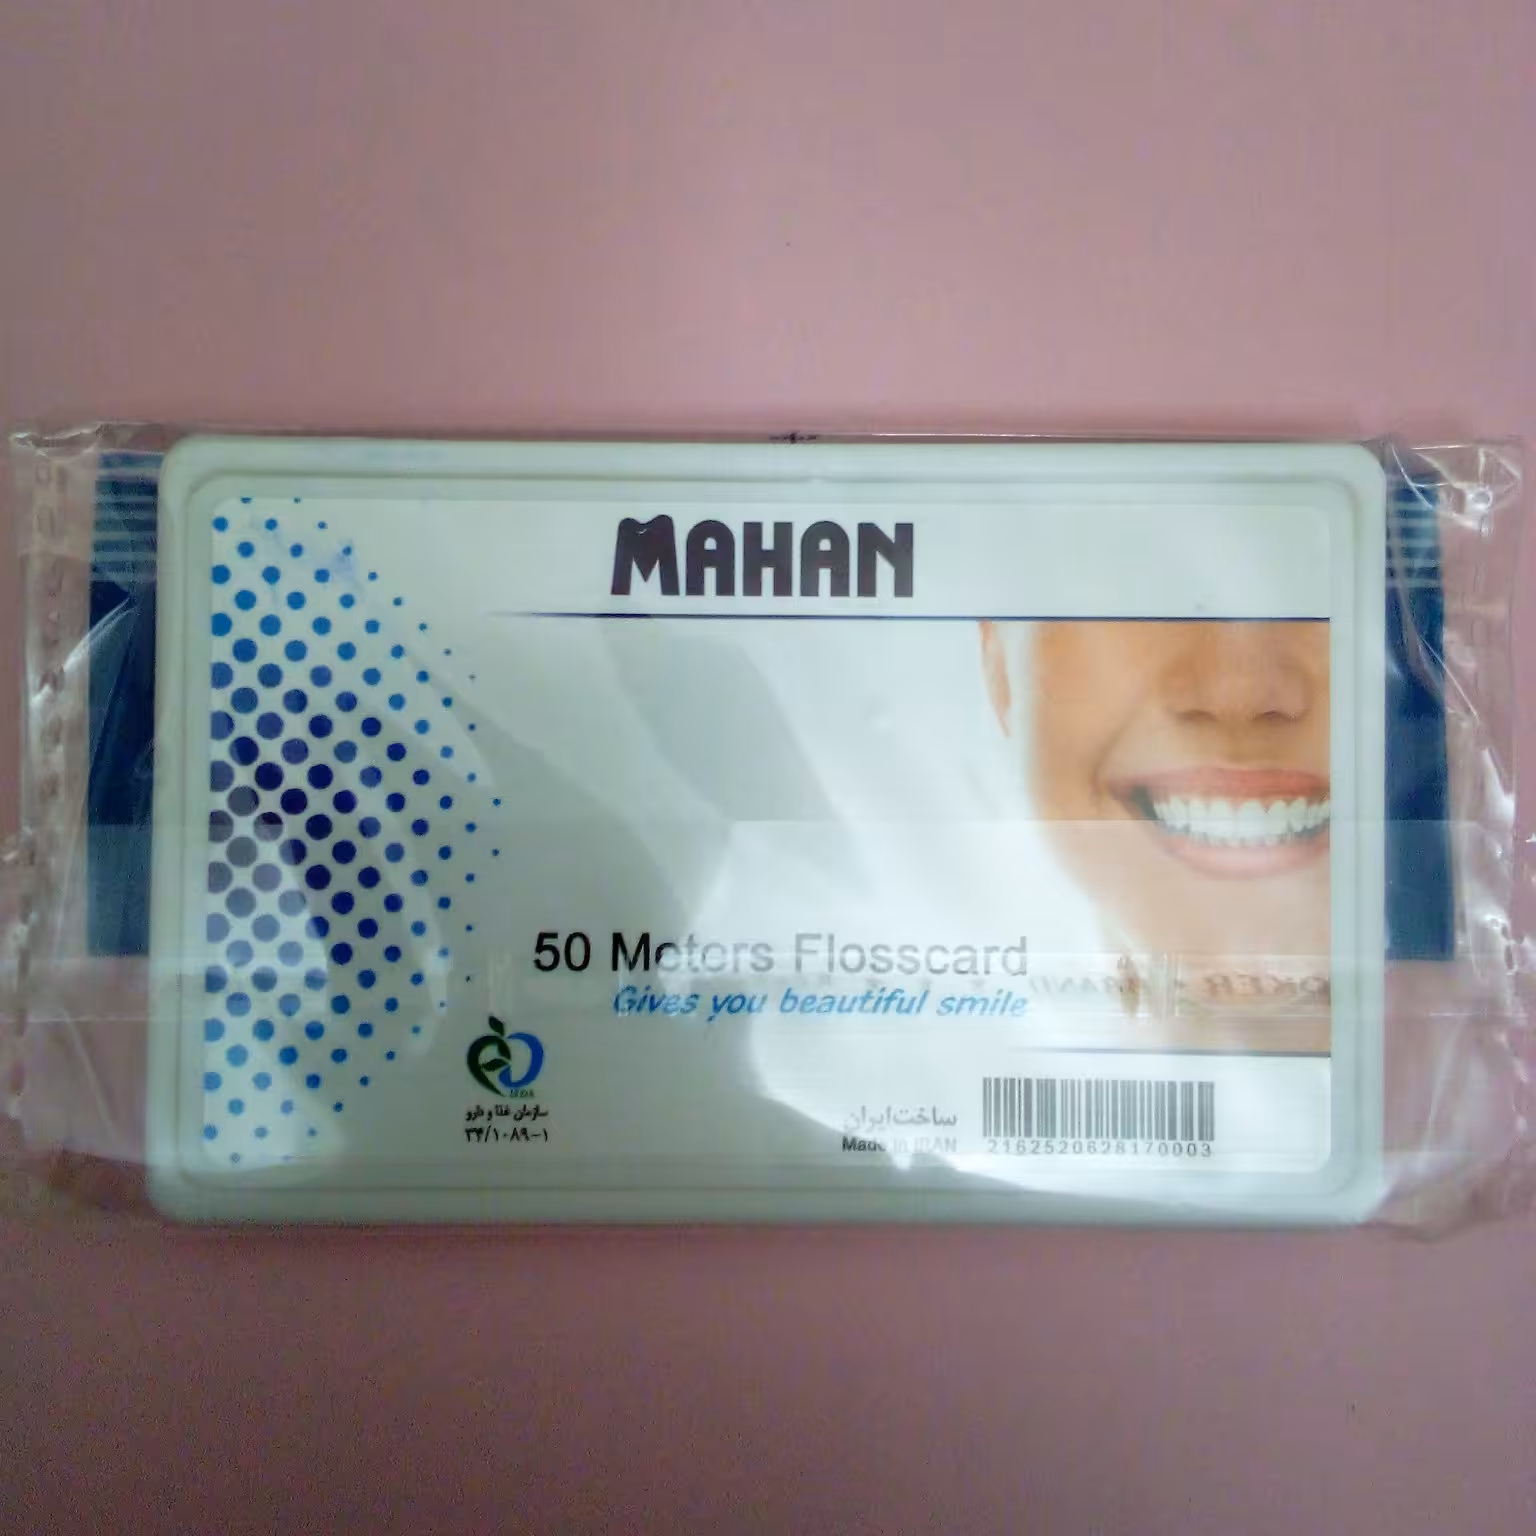 MAHAN
50 Meters Flosscard
Gives you beautiful smile
سازمان غذا و دارو
۳۴/۱۰۸۹-۱
ساخت ایران
Made in IRAN
2162520628170003